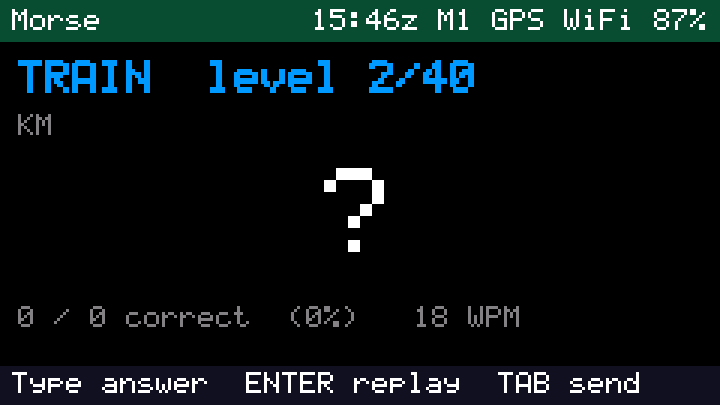 Morse 15:46z M1 GPS WiFi 87%
TRAIN level 2/40
KM
?
0 / 0 correct (0%) 18 WPM
Type answer ENTER replay TAB send